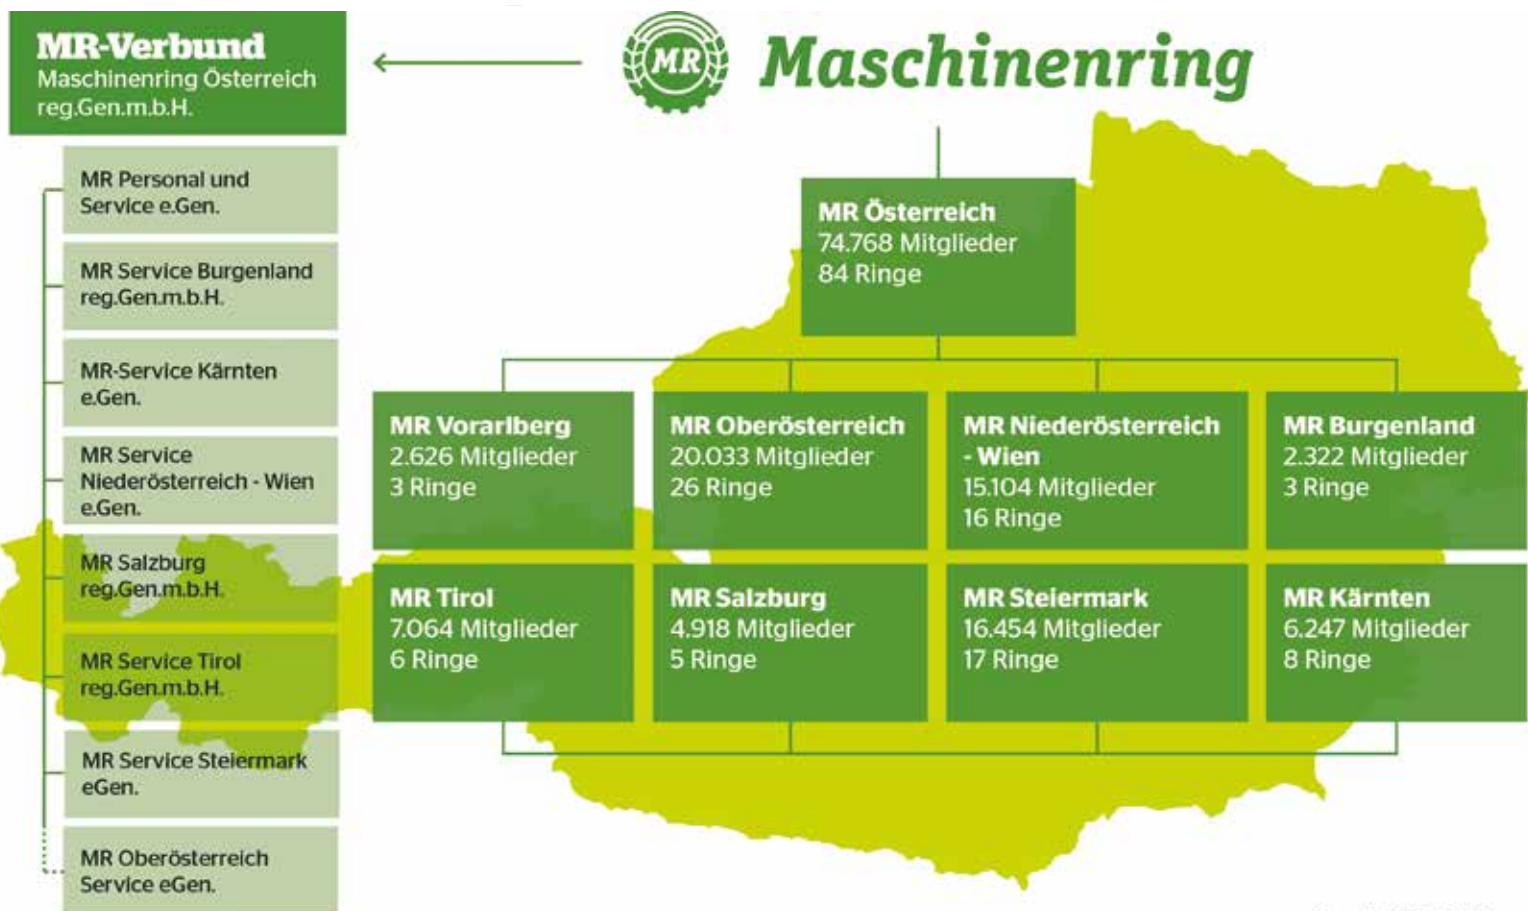 MR-Verbund
Maschinenring Österreich
reg.Gen.m.b.H.
MR
Maschinenring
MR Personal und
Service e.Gen.
MR Service Burgenland
reg.Gen.m.b.H.
MR-Service Kärnten
e.Gen.
MR Service
Niederösterreich - Wien
e.Gen.
MR Salzburg
reg.Gen.m.b.H.
MR Service Tirol
reg.Gen.m.b.H.
MR Service Steiermark
eGen.
MR Oberösterreich
Service eGen.
MR Österreich
74.768 Mitglieder
84 Ringe
MR Vorarlberg
2.626 Mitglieder
3 Ringe
MR Oberösterreich
20.033 Mitglieder
26 Ringe
MR Niederösterreich
- Wien
15.104 Mitglieder
16 Ringe
MR Burgenland
2.322 Mitglieder
3 Ringe
MR Tirol
7.064 Mitglieder
6 Ringe
MR Salzburg
4.918 Mitglieder
5 Ringe
MR Steiermark
16.454 Mitglieder
17 Ringe
MR Kärnten
6.247 Mitglieder
8 Ringe